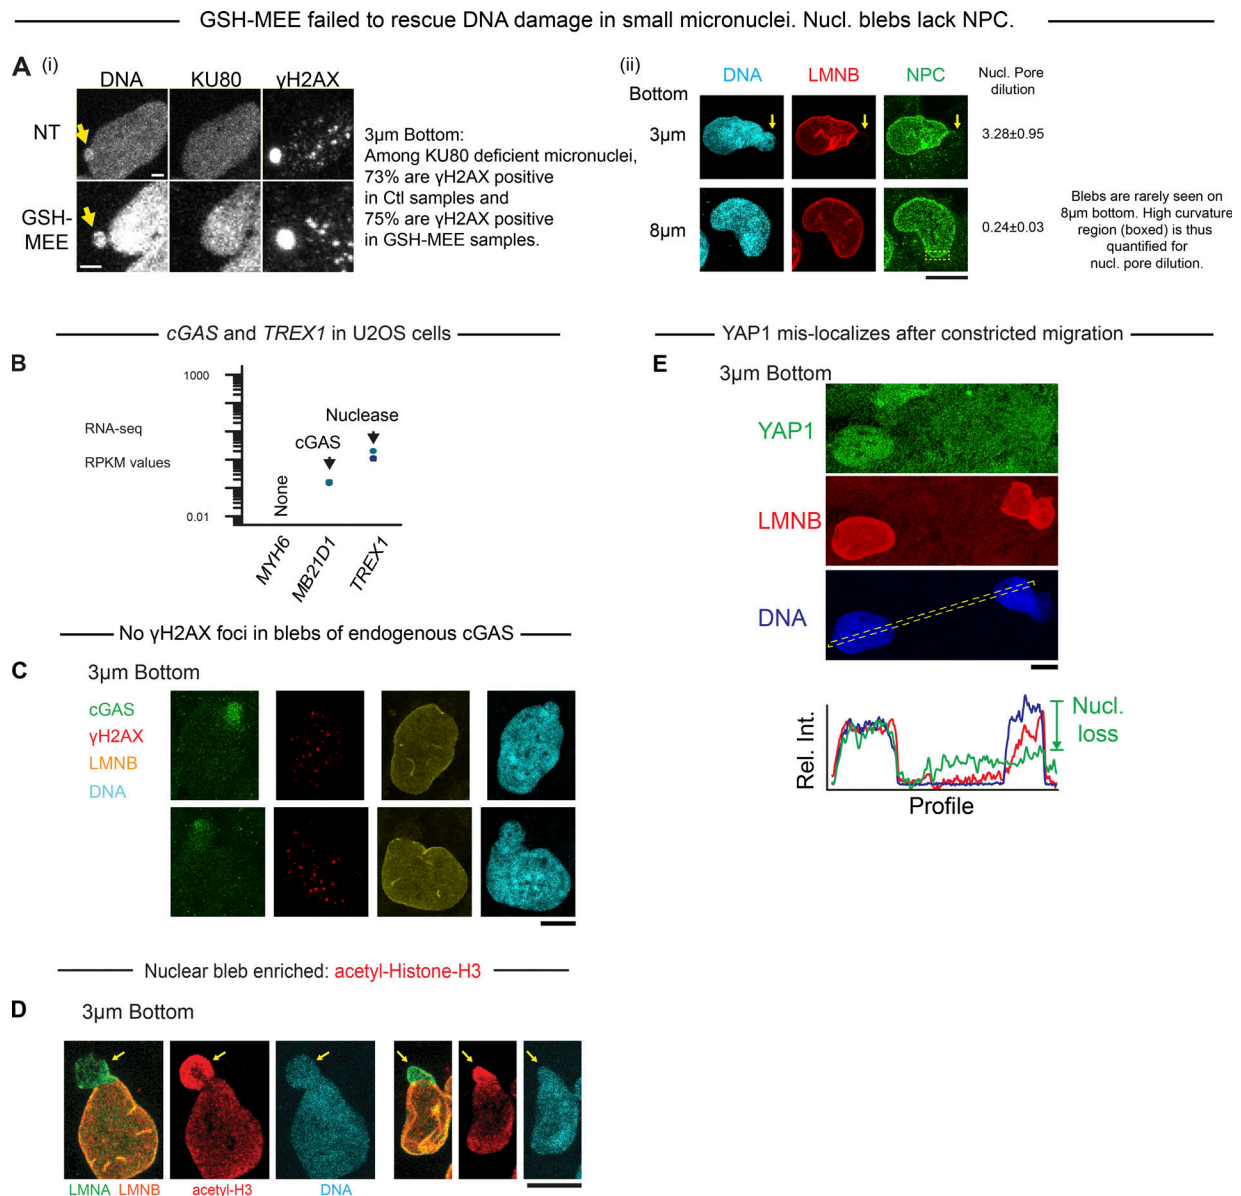 GSH-MEE failed to rescue DNA damage in small micronuclei. Nucl. blebs lack NPC.
A (i)
DNA KU80 γH2AX
NT
GSH-
MEE
3µm Bottom:
Among KU80 deficient micronuclei,
73% are γH2AX positive
in Ctl samples and
75% are γH2AX positive
in GSH-MEE samples.
(ii)
DNA LMNB NPC
Nucl. Pore
dilution
Bottom
3µm
3.28±0.95
8µm
0.24±0.03
Blebs are rarely seen on
8µm bottom. High curvature
region (boxed) is thus
quantified for
nucl. pore dilution.
cGAS and TREX1 in U2OS cells
B
1000
RNA-seq
RPKM values
0.01
None
cGAS
Nuclease
MYH6
MB21D1
TREX1
No γH2AX foci in blebs of endogenous cGAS
C
3µm Bottom
cGAS
γH2AX
LMNB
DNA
Nuclear bleb enriched: acetyl-Histone-H3
D
3µm Bottom
LMNA LMNB acetyl-H3 DNA
YAP1 mis-localizes after constricted migration
E
3µm Bottom
YAP1
LMNB
DNA
Rel. Int.
Nucl.
loss
Profile